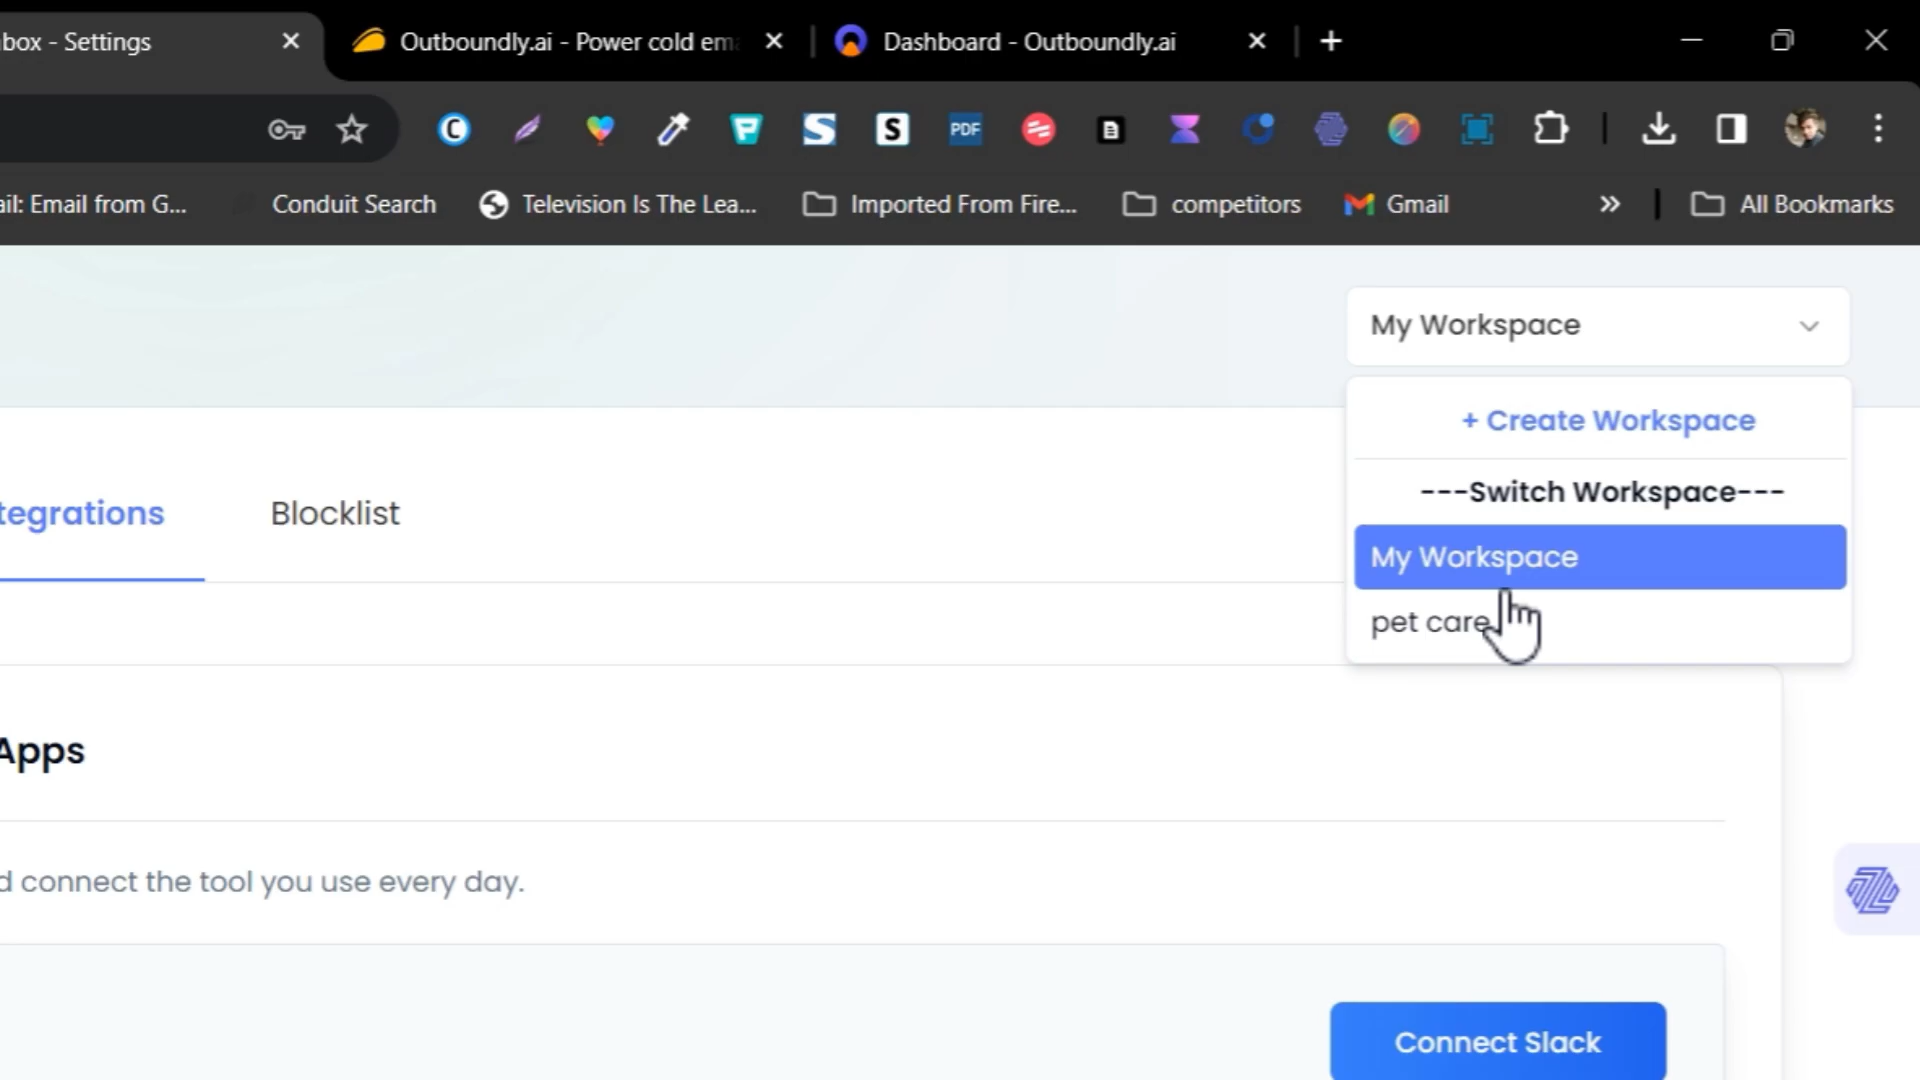 box - Settings
Outboundly.ai - Power cold em
Dashboard - Outboundly.ai
C
S
S
PDF
ail: Email from G...
Conduit Search
Television Is The Lea...
Imported From Fire...
competitors
Gmail
All Bookmarks
My Workspace
+ Create Workspace
---Switch Workspace---
My Workspace
pet care
tegrations
Blocklist
Apps
d connect the tool you use every day.
Connect Slack